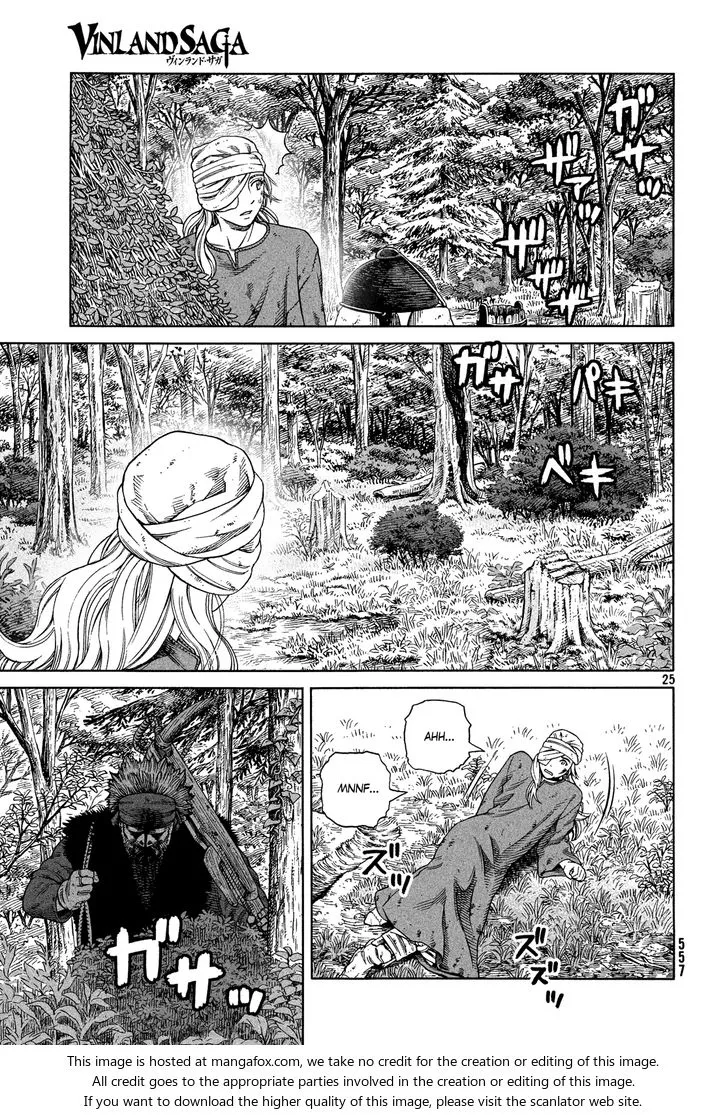 VINLAND SAGA
ヴィンランド・サガ
ガサッ
ザアッ
ザザザ
ガサ
パキ
ベキ
25
AHH...
MNNF...
ズズッ
ズズズッ
ガサッ
557
This image is hosted at mangafox.com, we take no credit for the creation or editing of this image.
All credit goes to the appropriate parties involved in the creation or editing of this image.
If you want to download the higher quality of this image, please visit the scanlator web site.